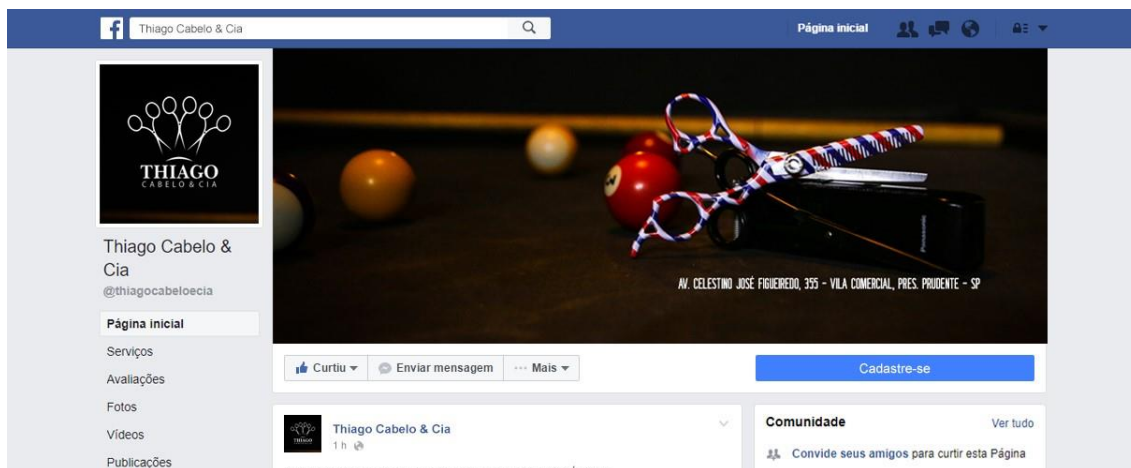 Thiago Cabelo & Cia
Página inicial
THIAGO
CABELO & CIA
Thiago Cabelo &
Cia
@thiagocabeloecia
Página inicial
Serviços
Avaliações
Fotos
Vídeos
Publicações
Panasonic
AV. CELESTINO JOSÉ FIGUEIREDO, 355 - VILA COMERCIAL, PRES. PRUDENTE - SP
Curtiu
Enviar mensagem
Mais
Cadastre-se
THIAGO
Thiago Cabelo & Cia
1 h
Comunidade
Ver tudo
Convide seus amigos para curtir esta Página